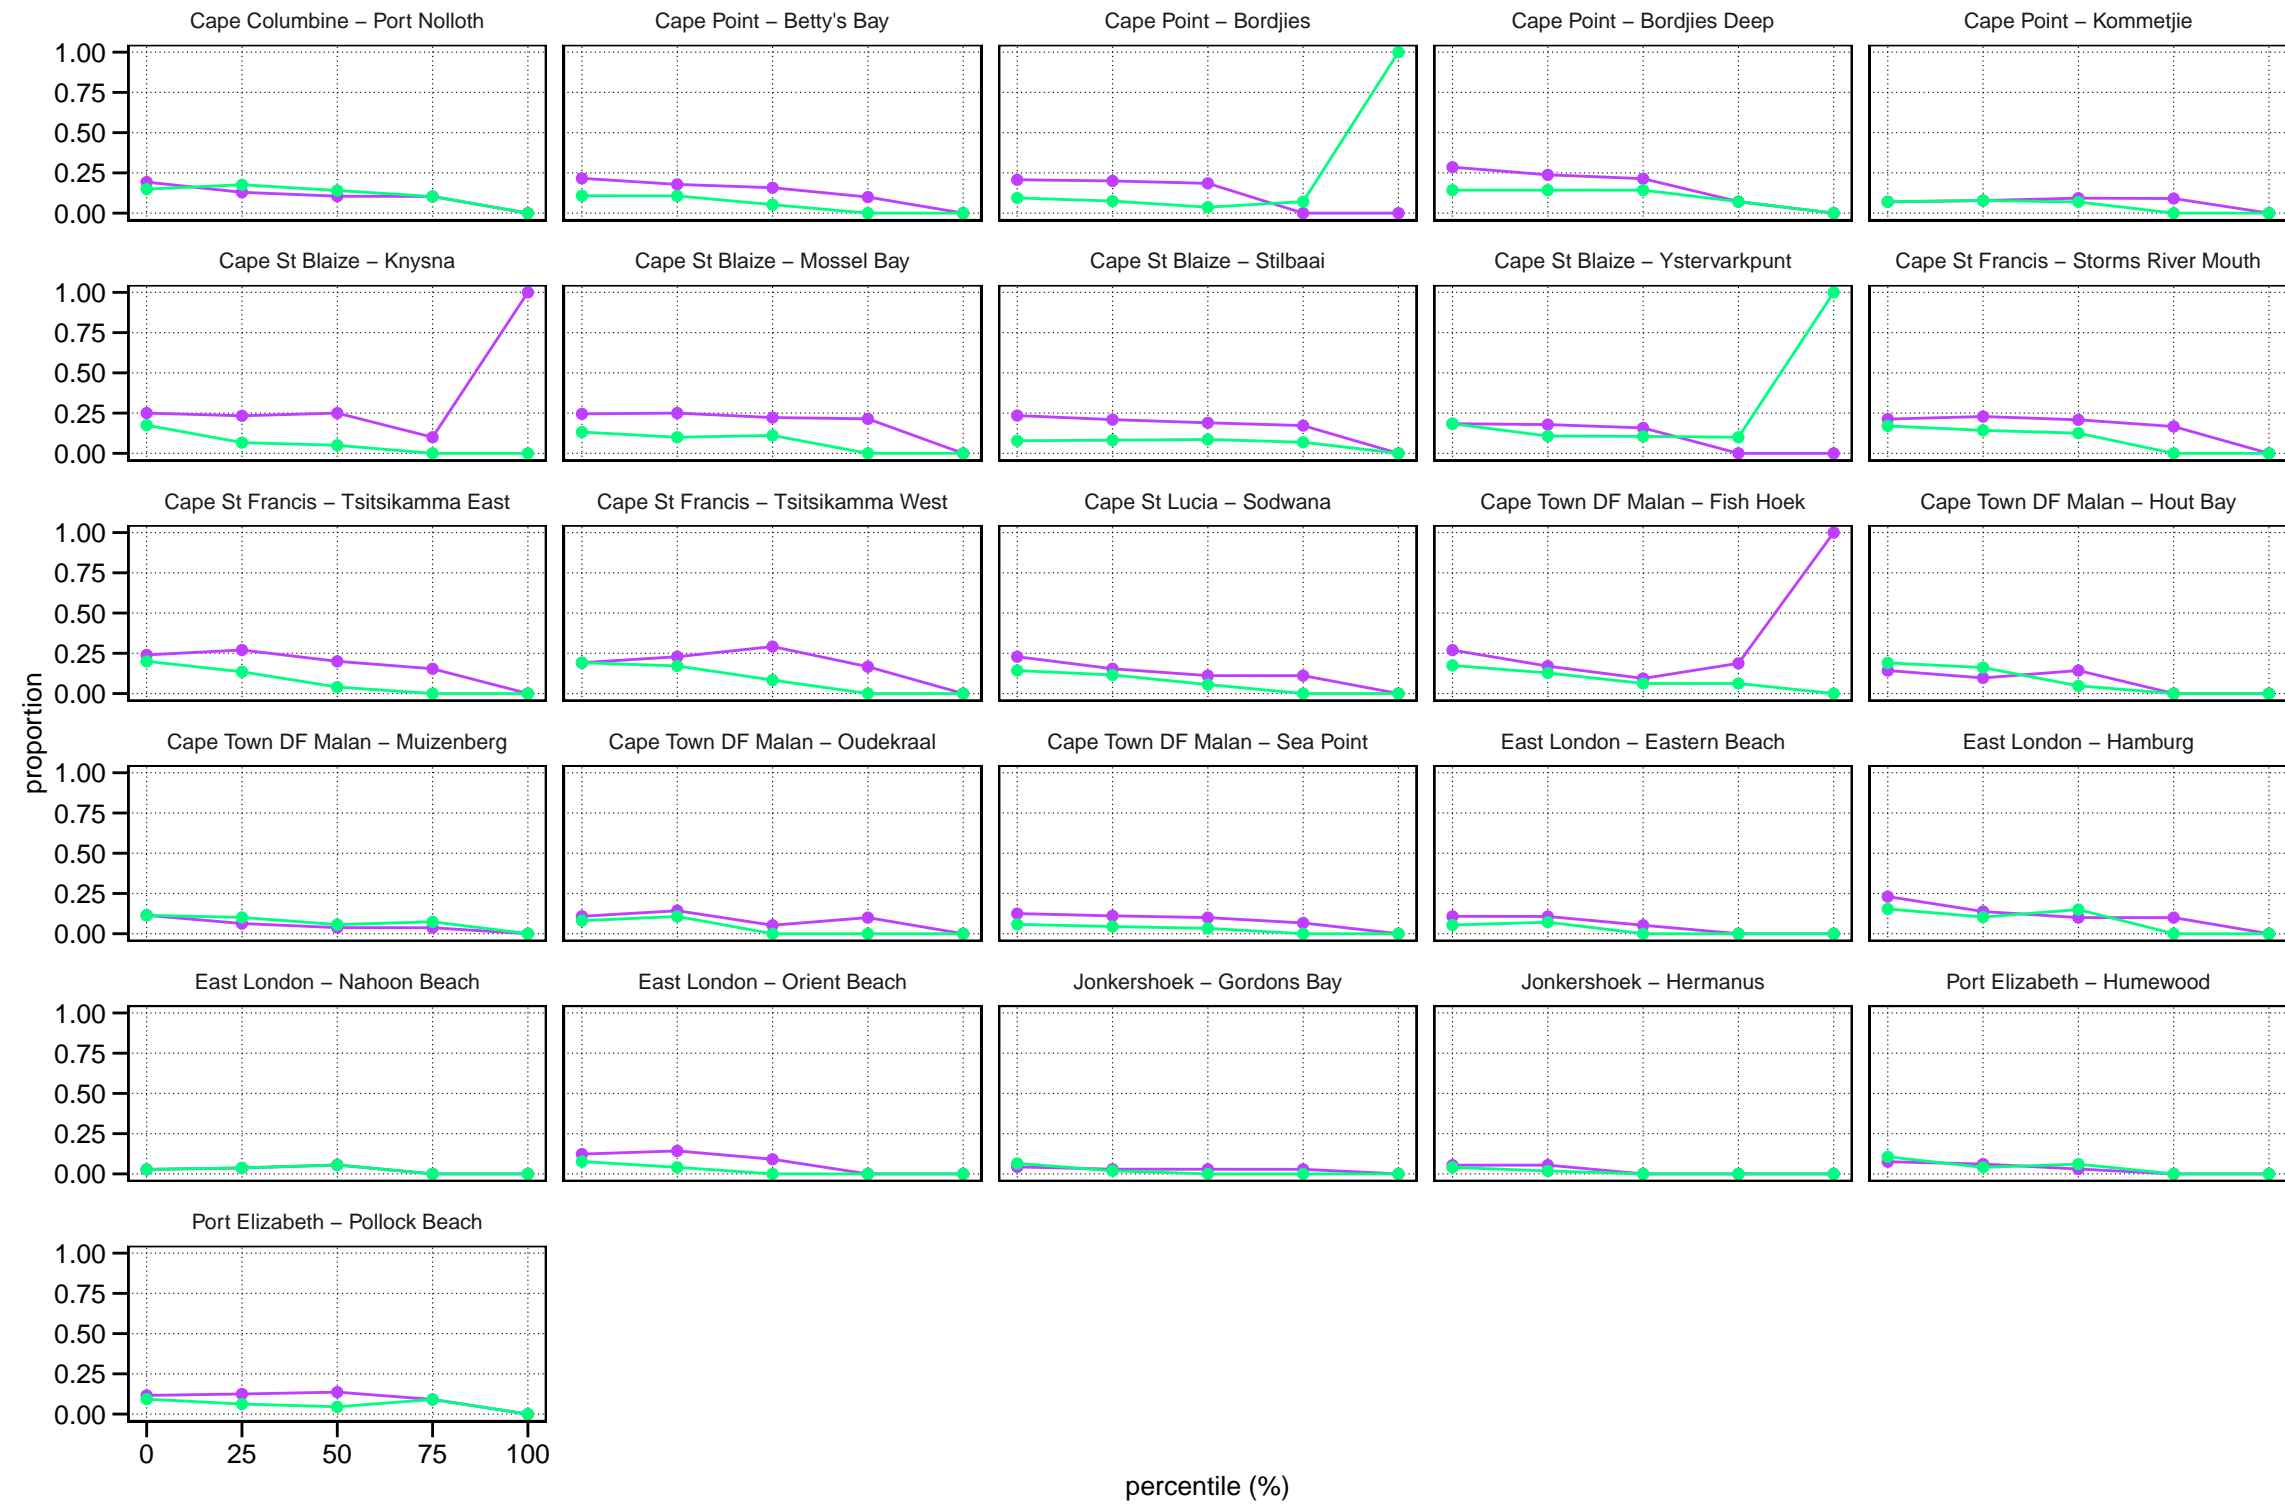 Cape Columbine – Port Nolloth
Cape Point – Betty's Bay
Cape Point – Bordjies
Cape Point – Bordjies Deep
Cape Point – Kommetjie
1.00
0.75
0.50
0.25
0.00
Cape St Blaize – Knysna
Cape St Blaize – Mossel Bay
Cape St Blaize – Stilbaai
Cape St Blaize – Ystervarkpunt
Cape St Francis – Storms River Mouth
1.00
0.75
0.50
0.25
0.00
Cape St Francis – Tsitsikamma East
Cape St Francis – Tsitsikamma West
Cape St Lucia – Sodwana
Cape Town DF Malan – Fish Hoek
Cape Town DF Malan – Hout Bay
1.00
0.75
0.50
0.25
0.00
proportion
Cape Town DF Malan – Muizenberg
Cape Town DF Malan – Oudekraal
Cape Town DF Malan – Sea Point
East London – Eastern Beach
East London – Hamburg
1.00
0.75
0.50
0.25
0.00
East London – Nahoon Beach
East London – Orient Beach
Jonkershoek – Gordons Bay
Jonkershoek – Hermanus
Port Elizabeth – Humewood
1.00
0.75
0.50
0.25
0.00
Port Elizabeth – Pollock Beach
1.00
0.75
0.50
0.25
0.00
0 25 50 75 100
percentile (%)